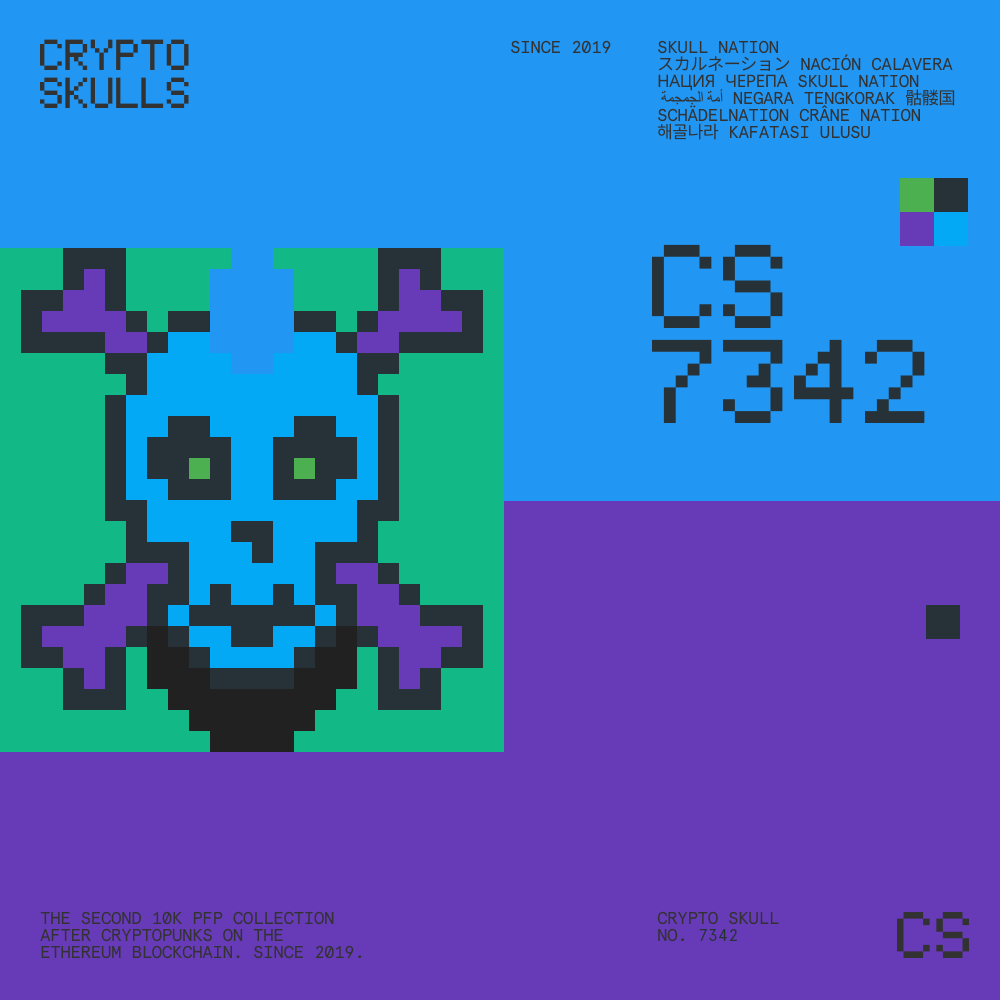 CRYPTO
SKULLS
SINCE 2019
SKULL NATION
スカルネーション NACIÓN CALAVERA
НАЦИЯ ЧЕРЕПА SKULL NATION
أمة الجمجمة NEGARA TENGKORAK 骷髅国
SCHÄDELNATION CRÂNE NATION
해골나라 KAFATASI ULUSU
CS
7342
THE SECOND 10K PFP COLLECTION
AFTER CRYPTOPUNKS ON THE
ETHEREUM BLOCKCHAIN. SINCE 2019.
CRYPTO SKULL
NO. 7342
CS